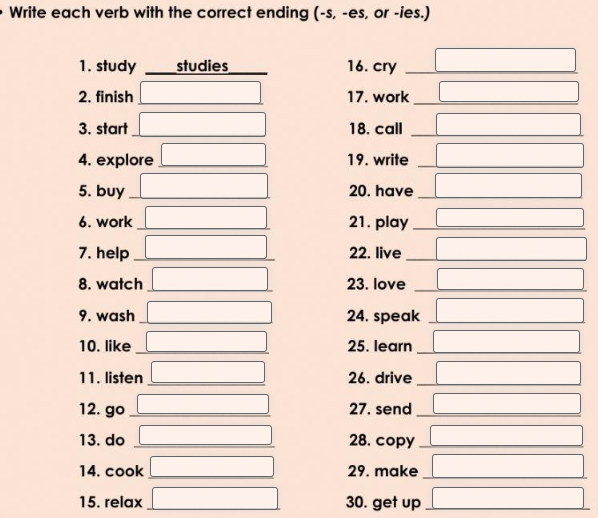 • Write each verb with the correct ending (-s, -es, or -ies.)
1. study ____studies____
2. finish
3. start
4. explore
5. buy
6. work
7. help
8. watch
9. wash
10. like
11. listen
12. go
13. do
14. cook
15. relax
16. cry
17. work
18. call
19. write
20. have
21. play
22. live
23. love
24. speak
25. learn
26. drive
27. send
28. copy
29. make
30. get up